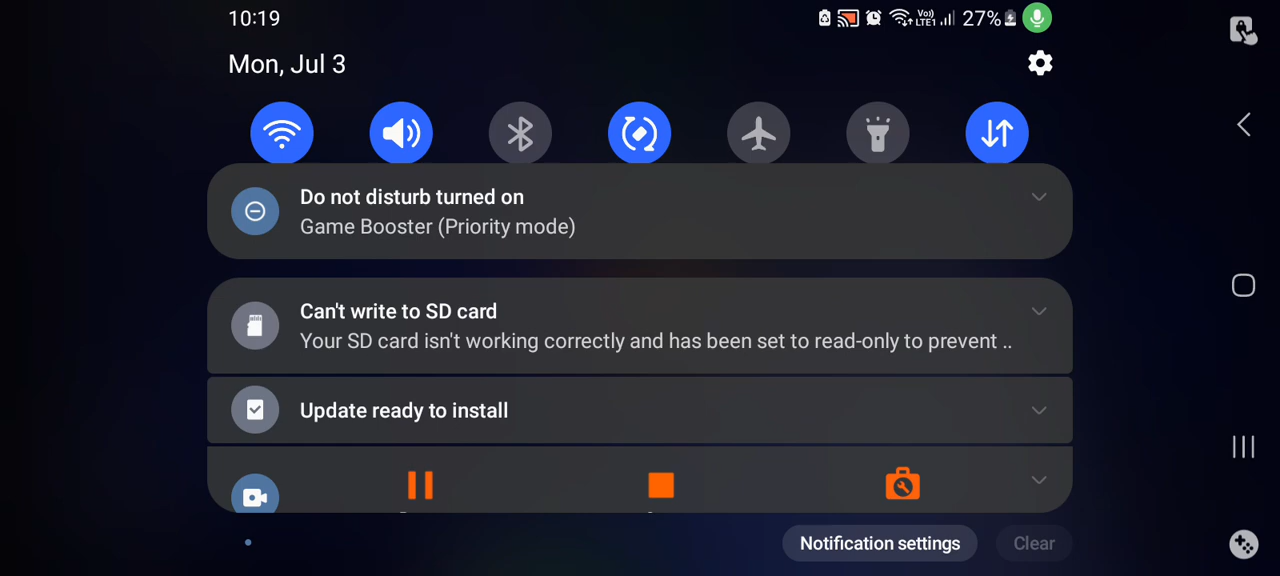 10:19
Vo)) LTE1 27%
Mon, Jul 3
Do not disturb turned on
Game Booster (Priority mode)
Can't write to SD card
Your SD card isn't working correctly and has been set to read-only to prevent ..
Update ready to install
Notification settings
Clear